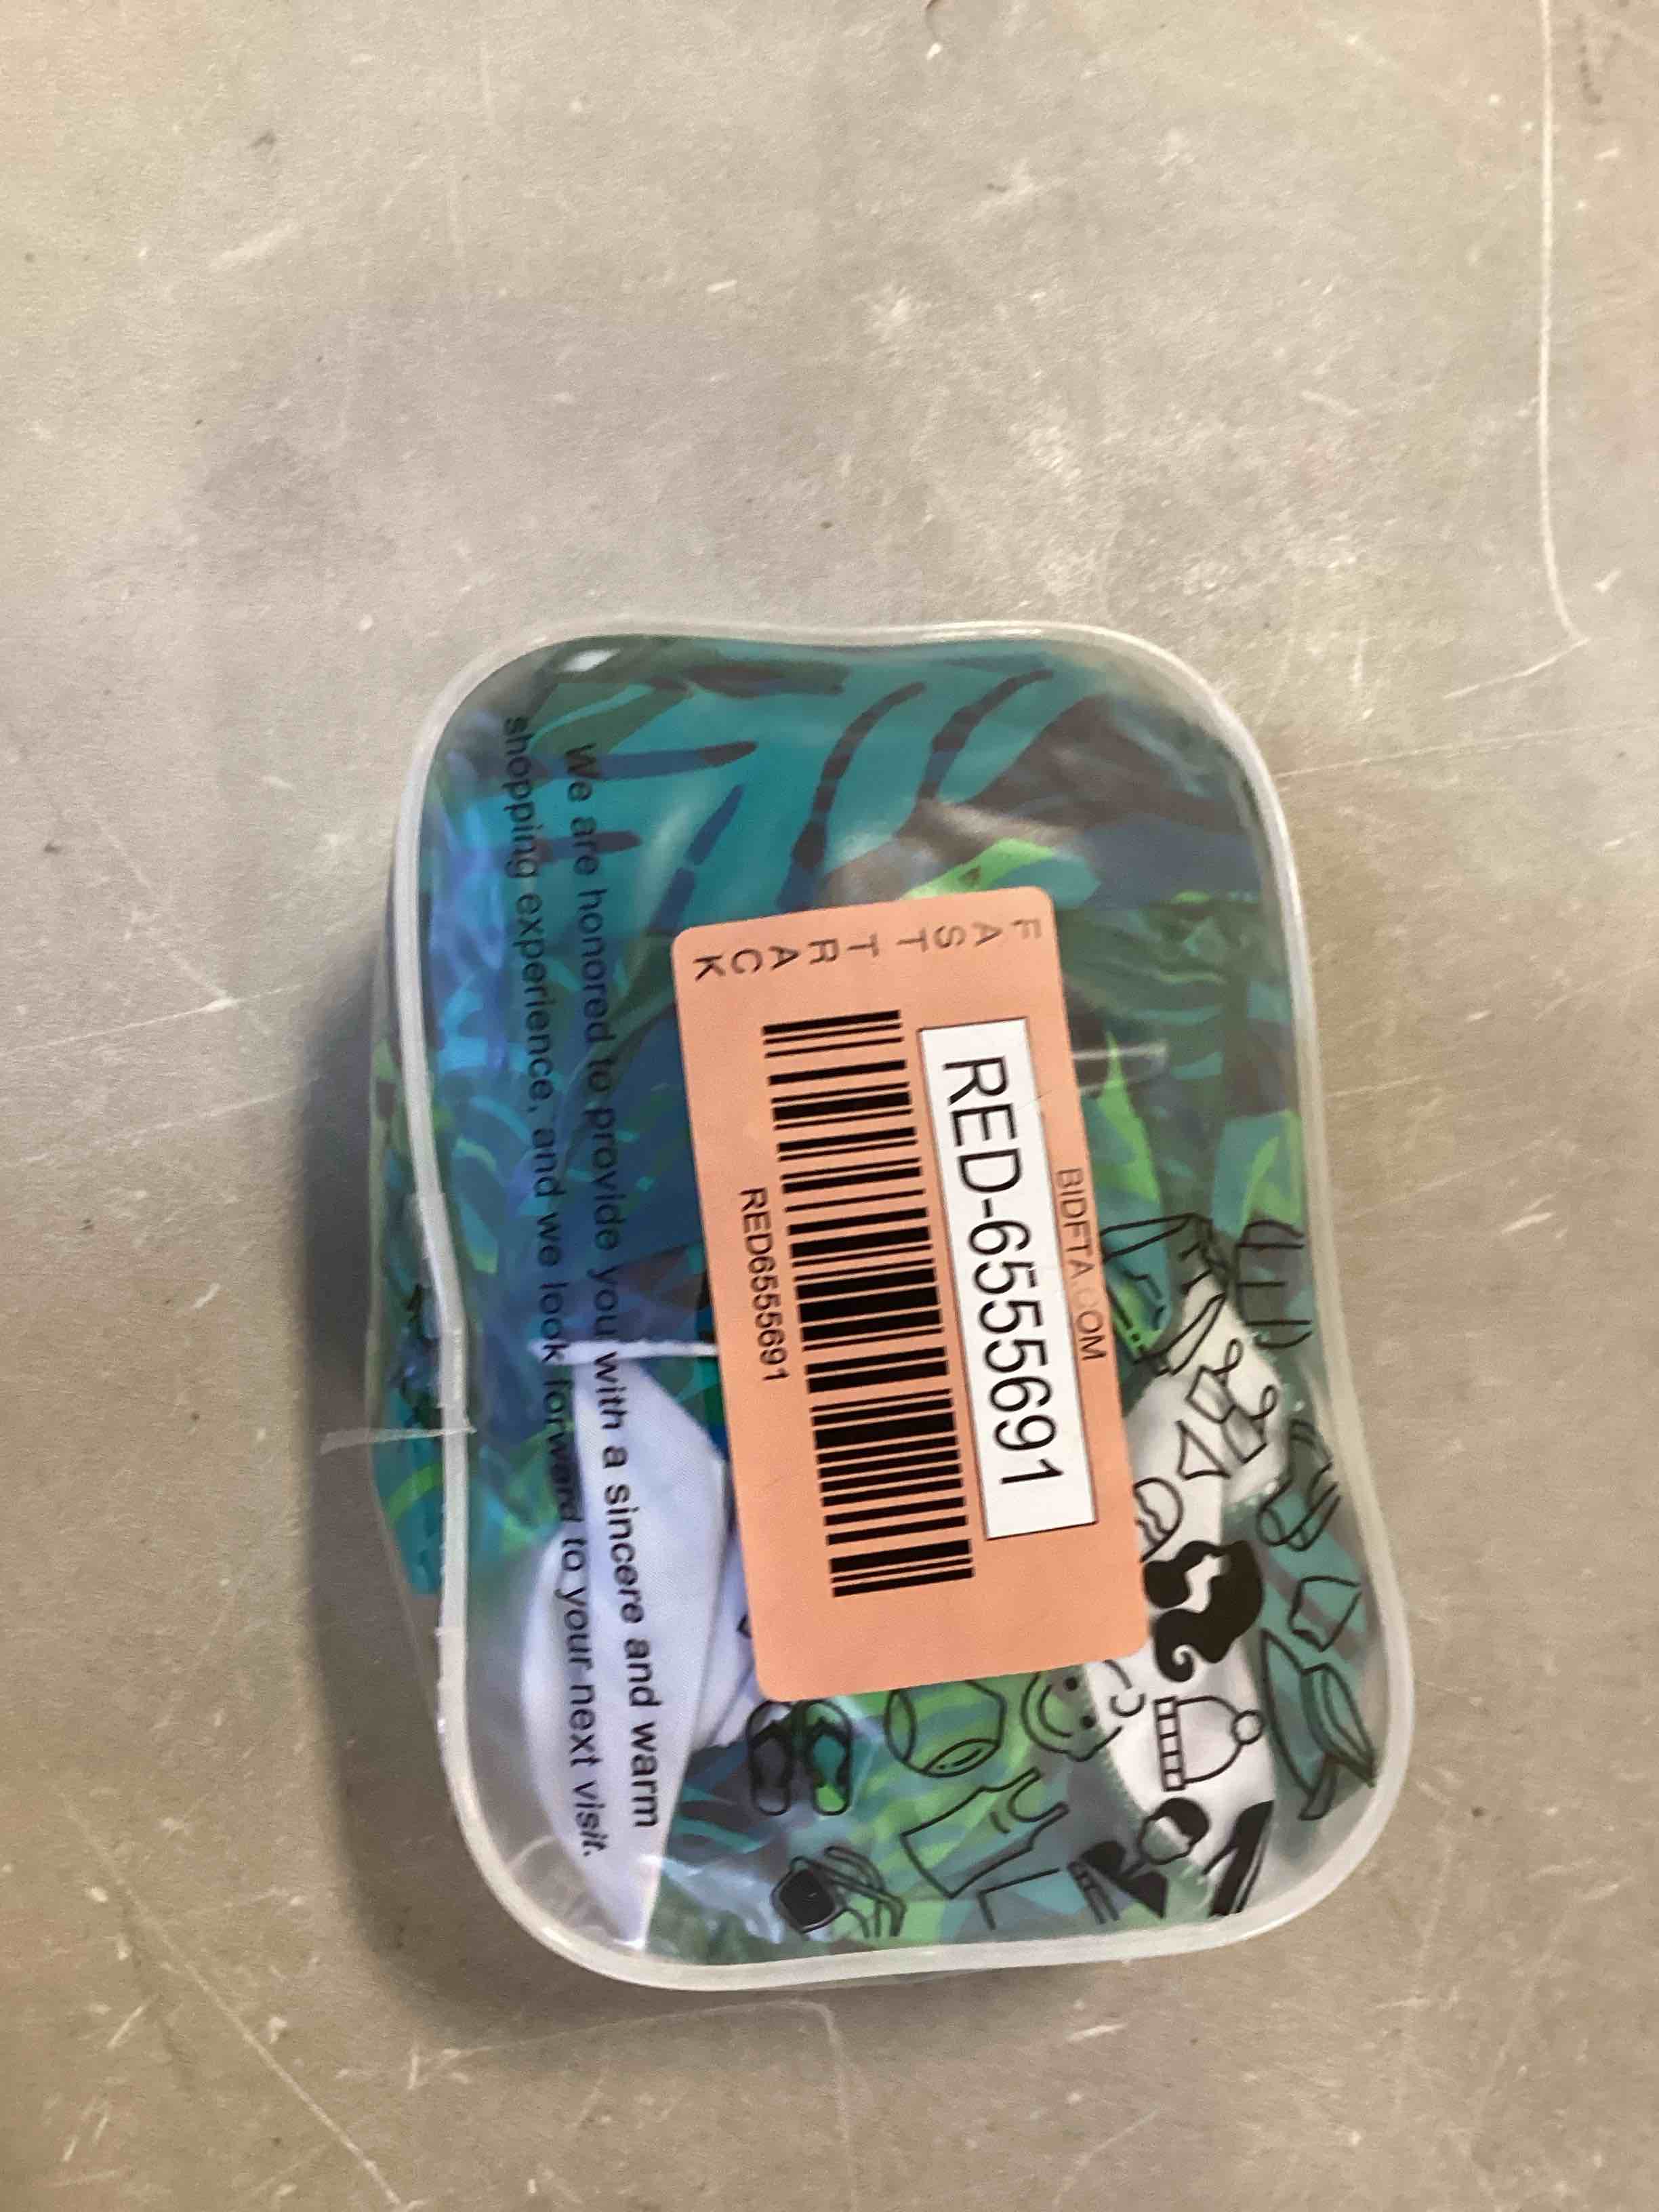 FAST TRACK
BIDFTA.COM
RED-6555691
RED6555691
We are honored to provide you with a sincere and warm
shopping experience, and we look forward to your next visit.